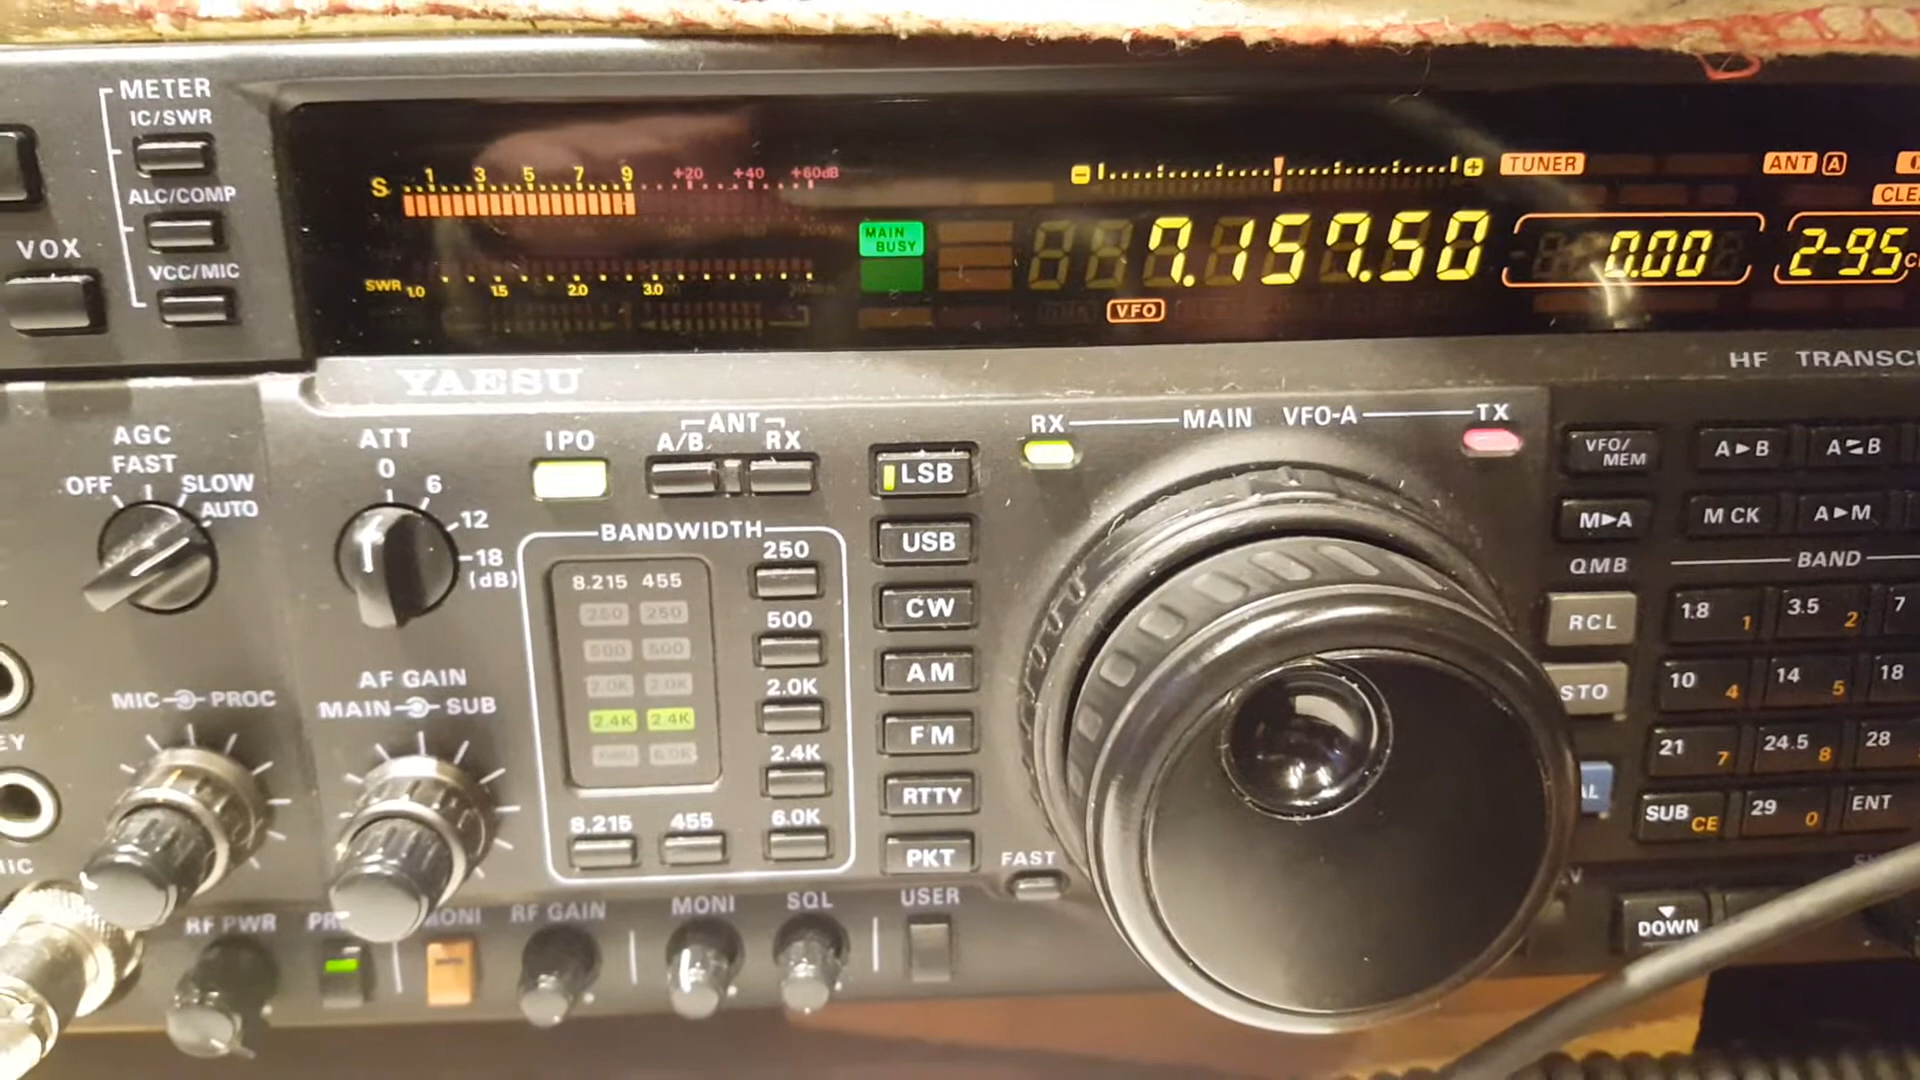 METER
IC/SWR
ALC/COMP
VOX
VCC/MIC
S 1 3 5 7 9 +20 +40 +60dB
SWR 1.0 1.5 2.0 3.0
MAIN BUSY
7.157.50
VFO
TUNER
ANT A
0.00
2-95
YAESU
HF
AGC
FAST
OFF SLOW
AUTO
ATT
0
6
12
18
(dB)
IPO
ANT
A/B RX
BANDWIDTH
8.215 455
250 250
500 500
2.0K 2.0K
2.4K 2.4K
6.0K
250
500
2.0K
2.4K
6.0K
8.215 455
LSB
USB
CW
AM
FM
RTTY
PKT
USER
RX MAIN VFO-A TX
FAST
MIC PROC
AF GAIN
MAIN SUB
RF PWR
RF GAIN
MONI
SQL
VFO/MEM
A▶B
M▶A
M CK
A▶M
QMB
BAND
RCL
STO
1.8 1
3.5 2
7
10 4
14 5
18
21 7
24.5 8
28
SUB CE
29 0
ENT
DOWN